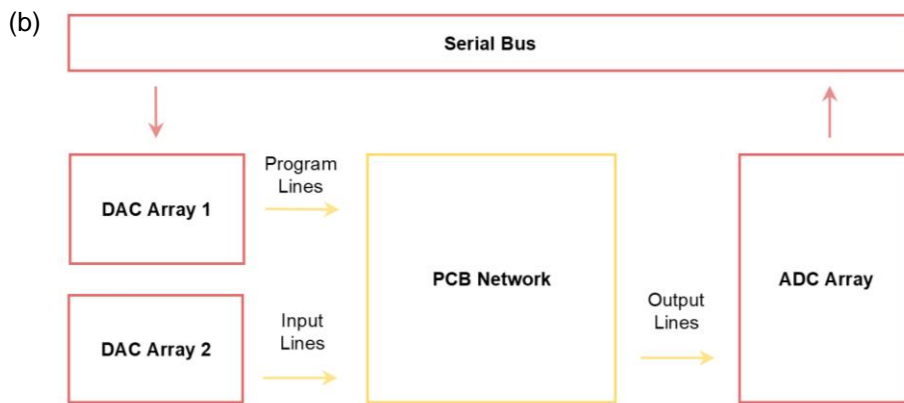 (b)
Serial Bus
Program
Lines
DAC Array 1
PCB Network
ADC Array
Input
Lines
Output
Lines
DAC Array 2